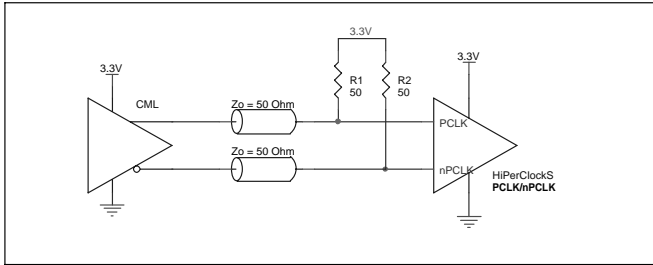 3.3V
3.3V
3.3V
R1
50
R2
50
CML
Zo = 50 Ohm
PCLK
Zo = 50 Ohm
nPCLK
HiPerClockS
PCLK/nPCLK